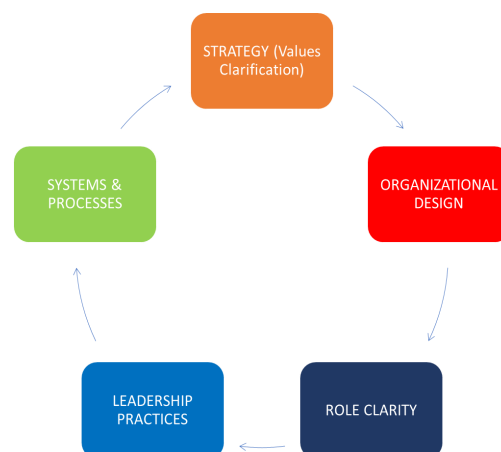 STRATEGY (Values
Clarification)
ORGANIZATIONAL
DESIGN
ROLE CLARITY
LEADERSHIP
PRACTICES
SYSTEMS &
PROCESSES